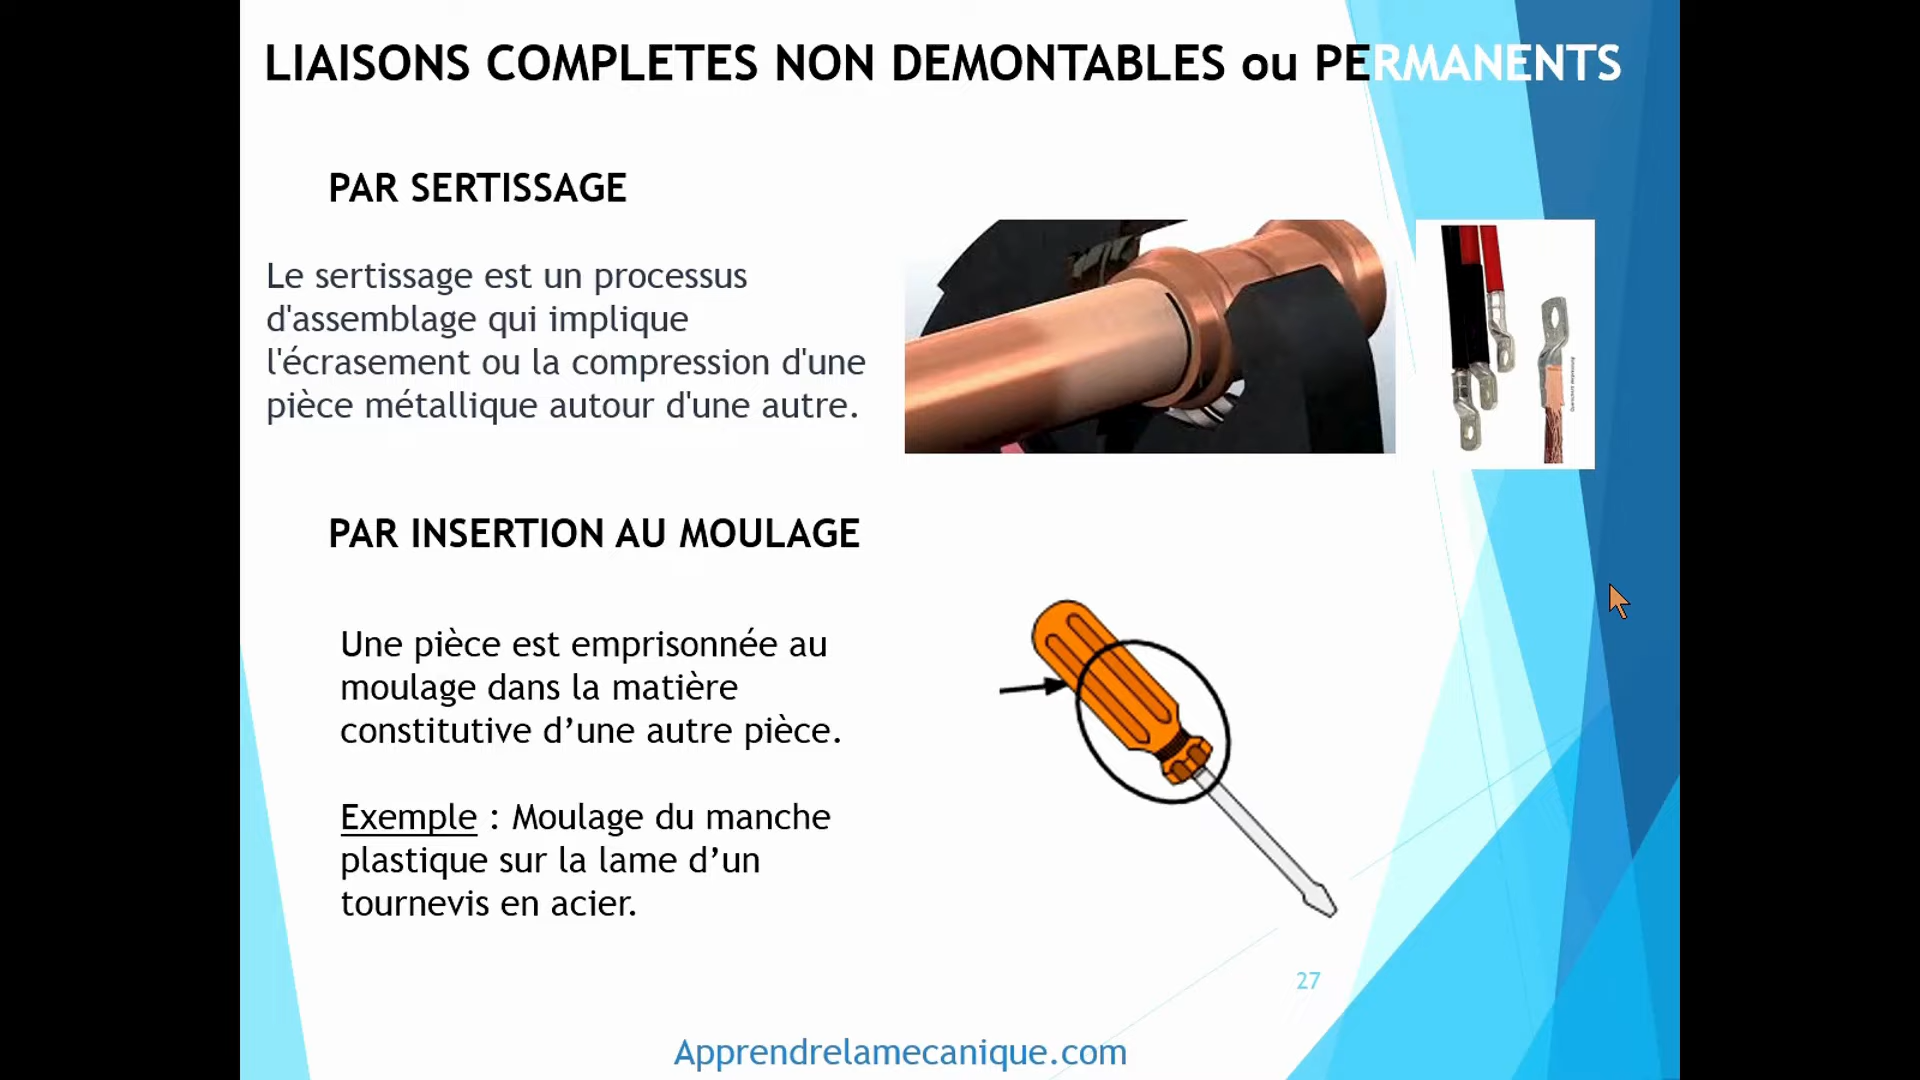 LIAISONS COMPLETES NON DEMONTABLES ou PERMANENTS
PAR SERTISSAGE
Le sertissage est un processus
d'assemblage qui implique
l'écrasement ou la compression d'une
pièce métallique autour d'une autre.
PAR INSERTION AU MOULAGE
Une pièce est emprisonnée au
moulage dans la matière
constitutive d’une autre pièce.
Exemple : Moulage du manche
plastique sur la lame d’un
tournevis en acier.
27
Apprendrelamecanique.com